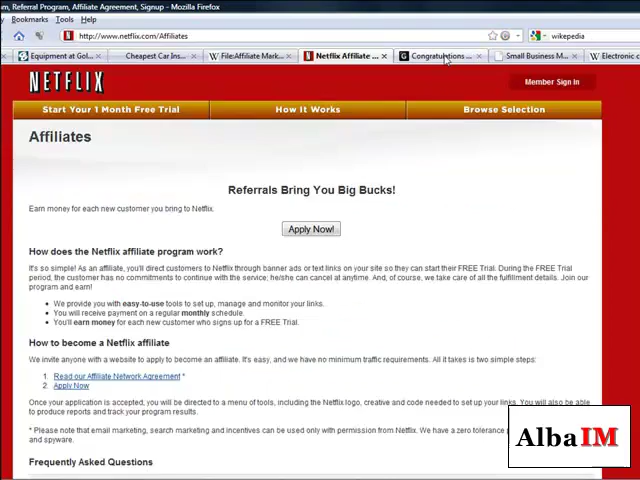 m, Referral Program, Affiliate Agreement, Signup - Mozilla Firefox
Bookmarks Tools Help
http://www.netflix.com/Affiliates
wikepedia
Equipment at Gol...
Cheapest Car Ins...
File:Affiliate Mark...
Netflix Affiliate ...
Congratulations ...
Small Business M...
Electronic c
NETFLIX
Member Sign In
Start Your 1 Month Free Trial
How It Works
Browse Selection
Affiliates
Referrals Bring You Big Bucks!
Earn money for each new customer you bring to Netflix.
Apply Now!
How does the Netflix affiliate program work?
It's so simple! As an affiliate, you'll direct customers to Netflix through banner ads or text links on your site so they can start their FREE Trial. During the FREE Trial
period, the customer has no commitments to continue with the service; he/she can cancel at anytime. And, of course, we take care of all the fulfillment details. Join our
program and earn!
• We provide you with easy-to-use tools to set up, manage and monitor your links.
• You will receive payment on a regular monthly schedule.
• You'll earn money for each new customer who signs up for a FREE Trial.
How to become a Netflix affiliate
We invite anyone with a website to apply to become an affiliate. It's easy, and we have no minimum traffic requirements. All it takes is two simple steps:
1. Read our Affiliate Network Agreement *
2. Apply Now
Once your application is accepted, you will be directed to a menu of tools, including the Netflix logo, creative and code needed to set up your links. You will also be able
to produce reports and track your program results.
* Please note that email marketing, search marketing and incentives can be used only with permission from Netflix. We have a zero tolerance p
and spyware.
Frequently Asked Questions
AlbaIM